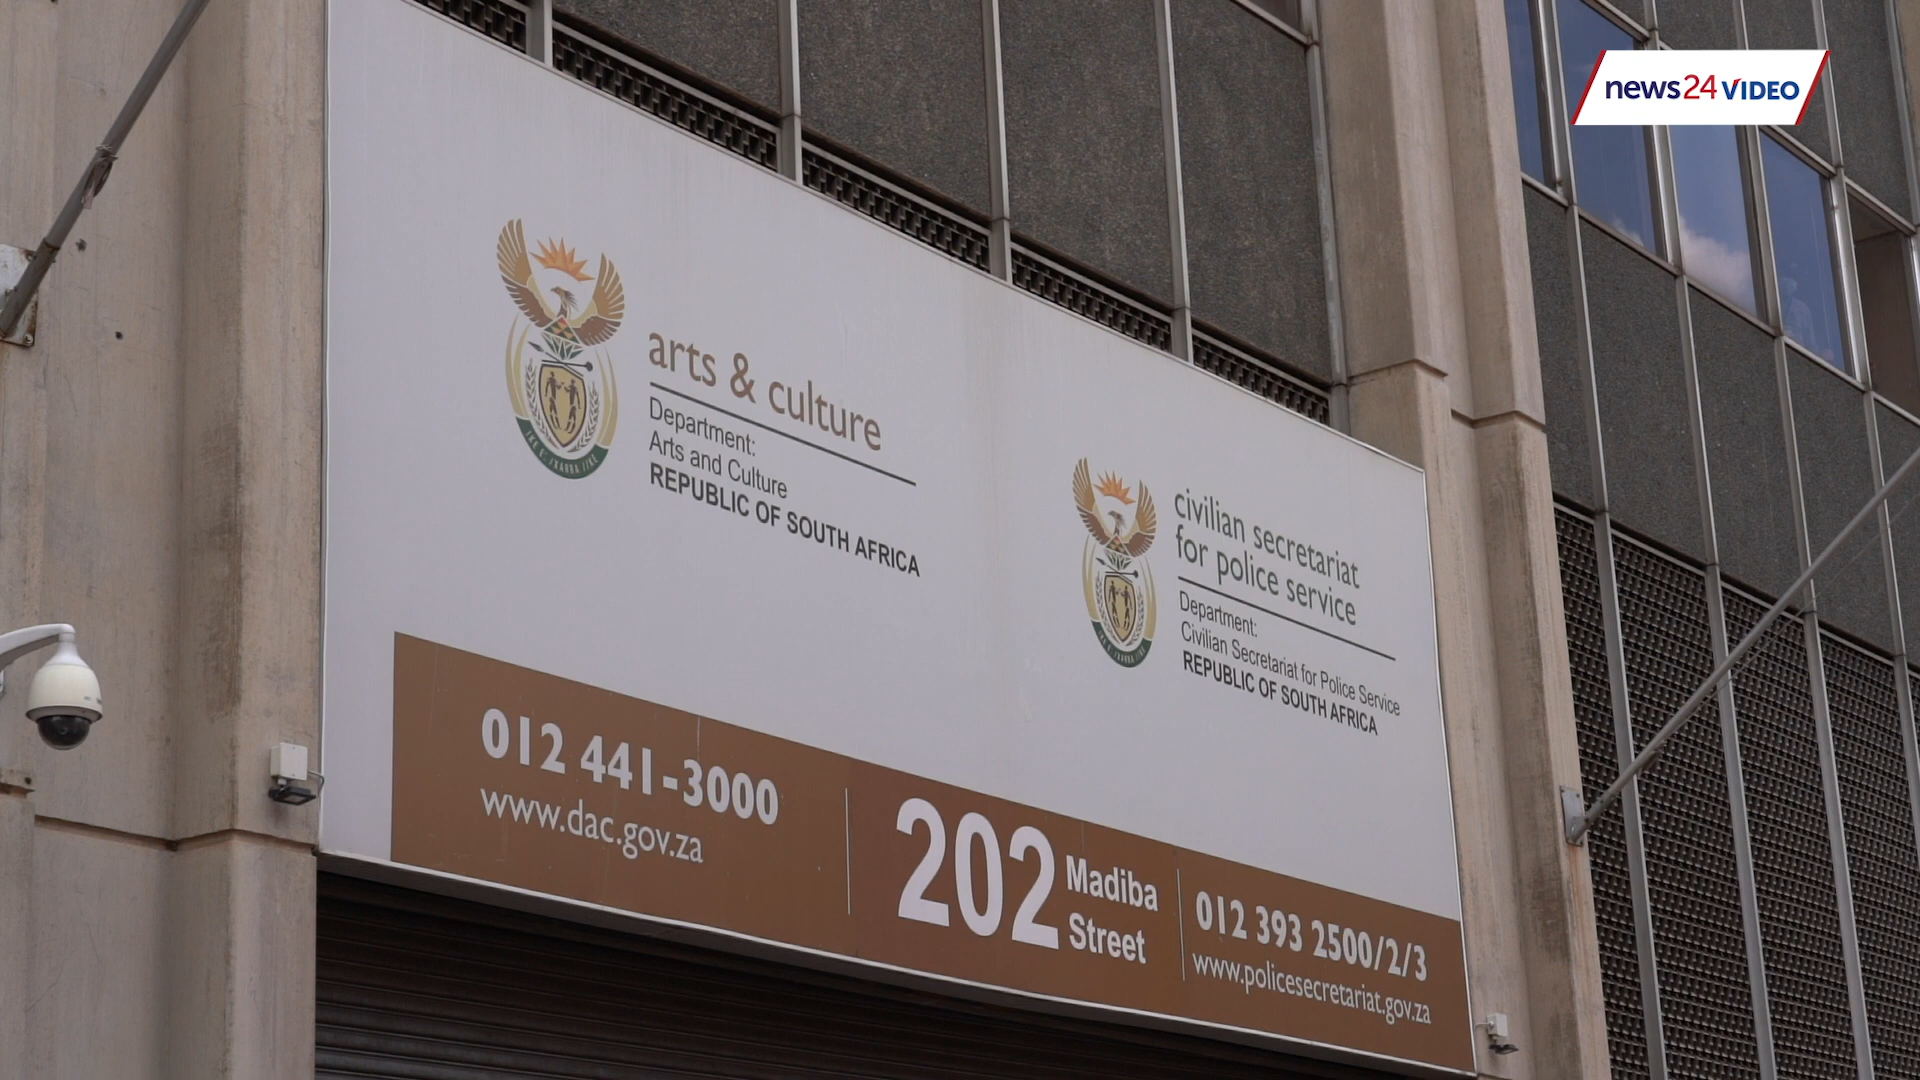 news24 VIDEO
arts & culture
Department:
Arts and Culture
REPUBLIC OF SOUTH AFRICA
civilian secretariat
for police service
Department:
Civilian Secretariat for Police Service
REPUBLIC OF SOUTH AFRICA
012 441-3000
www.dac.gov.za
202 Madiba
Street
012 393 2500/2/3
www.policesecretariat.gov.za